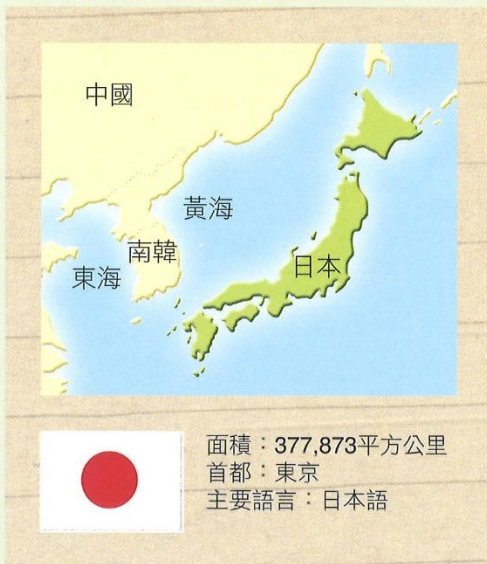 中國
黃海
南韓
東海
日本
面積：377,873平方公里
首都：東京
主要語言：日本語